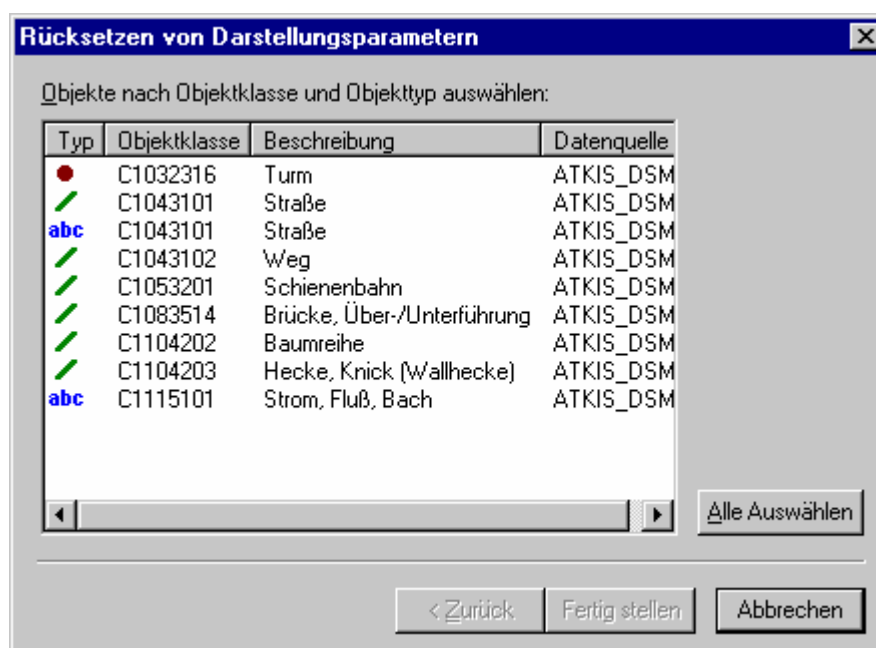 Rücksetzen von Darstellungsparametern
Objekte nach Objektklasse und Objekttyp auswählen:
Typ Objektklasse Beschreibung Datenquelle
C1032316 Turm ATKIS_DSM
C1043101 Straße ATKIS_DSM
abc C1043101 Straße ATKIS_DSM
C1043102 Weg ATKIS_DSM
C1053201 Schienenbahn ATKIS_DSM
C1083514 Brücke, Über-/Unterführung ATKIS_DSM
C1104202 Baumreihe ATKIS_DSM
C1104203 Hecke, Knick (Wallhecke) ATKIS_DSM
abc C1115101 Strom, Fluß, Bach ATKIS_DSM
Alle Auswählen
< Zurück Fertig stellen Abbrechen